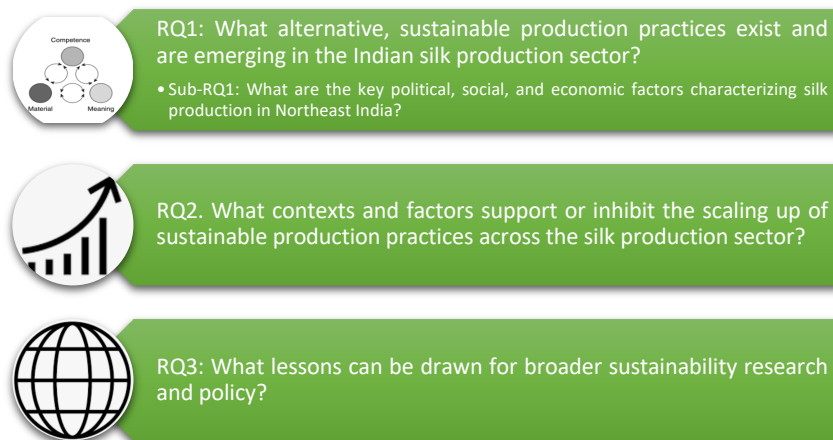 Competence
Material
Meaning
RQ1: What alternative, sustainable production practices exist and
are emerging in the Indian silk production sector?
• Sub-RQ1: What are the key political, social, and economic factors characterizing silk
production in Northeast India?
RQ2. What contexts and factors support or inhibit the scaling up of
sustainable production practices across the silk production sector?
RQ3: What lessons can be drawn for broader sustainability research
and policy?